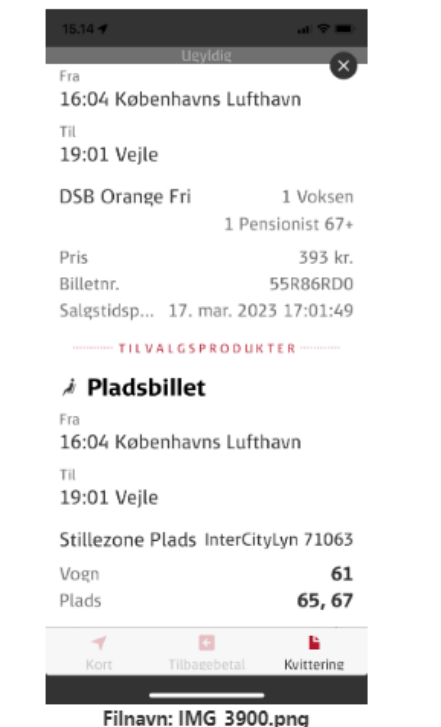 15.14
Ugyldig
Fra
16:04 Københavns Lufthavn
Til
19:01 Vejle
DSB Orange Fri 1 Voksen
1 Pensionist 67+
Pris 393 kr.
Billetnr. 55R86RD0
Salgstidsp... 17. mar. 2023 17:01:49
TILVALGSPRODUKTER
Pladsbillet
Fra
16:04 Københavns Lufthavn
Til
19:01 Vejle
Stillezone Plads InterCityLyn 71063
Vogn 61
Plads 65, 67
Kort Tilbagebetal Kvittering
Filnavn: IMG_3900.png